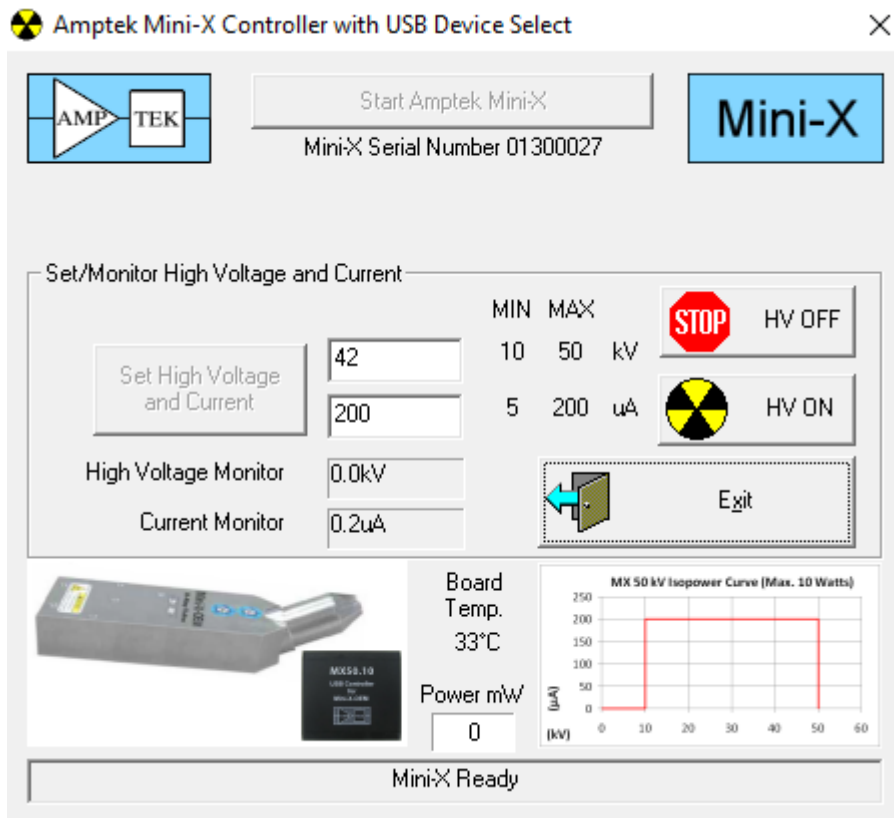 Amptek Mini-X Controller with USB Device Select
AMP TEK
Start Amptek Mini-X
Mini-X Serial Number 01300027
Mini-X
Set/Monitor High Voltage and Current
MIN MAX
Set High Voltage
and Current
42
10 50 kV
200
5 200 uA
STOP HV OFF
HV ON
High Voltage Monitor 0.0kV
Current Monitor 0.2uA
Exit
MX50.10
USB Controller
for
Board
Temp.
33°C
Power mW
0
MX 50 kV Isopower Curve (Max. 10 Watts)
250
200
150
100
50
0
(µA)
(kV)
0 10 20 30 40 50 60
Mini-X Ready